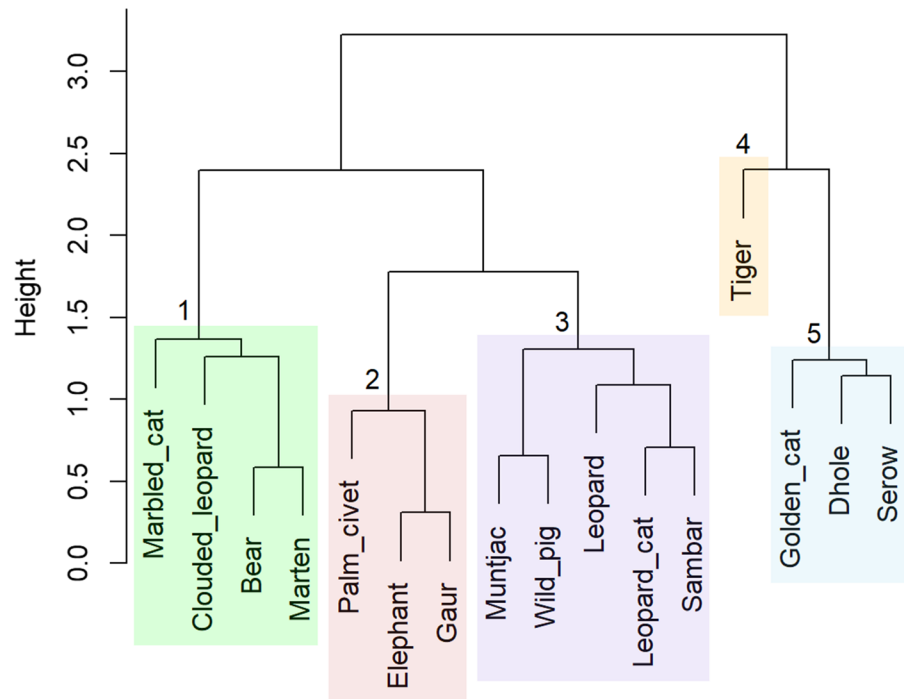 Height
3.0
2.5
2.0
1.5
1.0
0.5
0.0
1
2
3
4
5
Marbled_cat
Clouded_leopard
Bear
Marten
Palm_civet
Elephant
Gaur
Muntjac
Wild_pig
Leopard
Leopard_cat
Sambar
Tiger
Golden_cat
Dhole
Serow